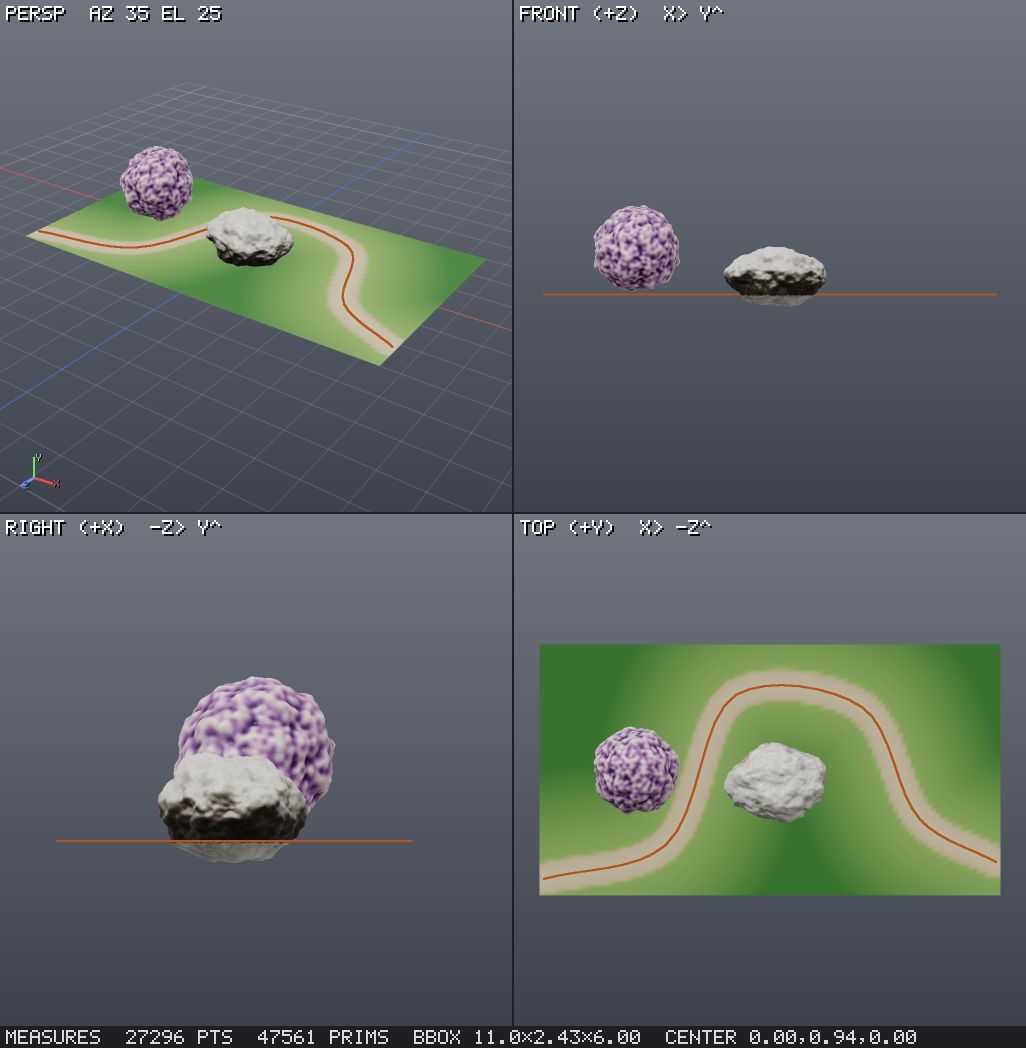 PERSP AZ 35 EL 25
FRONT (+Z) X> Y^
Y
X
Z
RIGHT (+X) -Z> Y^
TOP (+Y) X> -Z^
MEASURES 27296 PTS 47561 PRIMS BBOX 11.0×2.43×6.00 CENTER 0.00,0.94,0.00